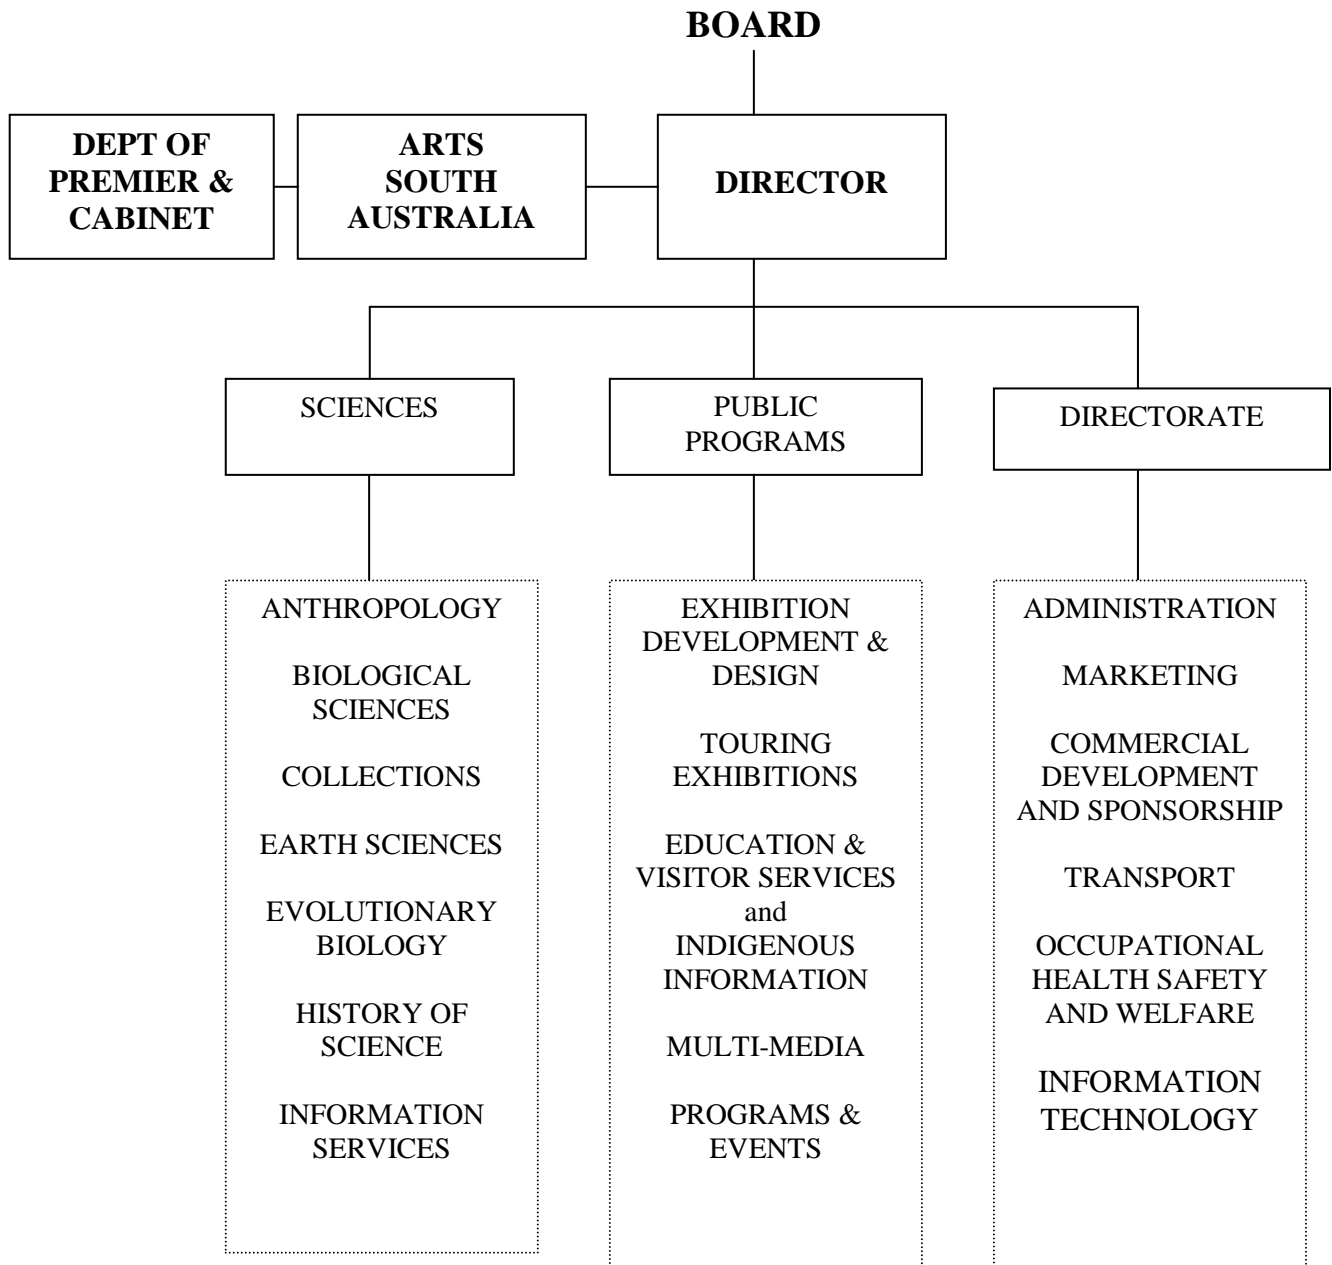 BOARD
DEPT OF
PREMIER &
CABINET
ARTS
SOUTH
AUSTRALIA
DIRECTOR
SCIENCES
PUBLIC
PROGRAMS
DIRECTORATE
ANTHROPOLOGY
BIOLOGICAL
SCIENCES
COLLECTIONS
EARTH SCIENCES
EVOLUTIONARY
BIOLOGY
HISTORY OF
SCIENCE
INFORMATION
SERVICES
EXHIBITION
DEVELOPMENT &
DESIGN
TOURING
EXHIBITIONS
EDUCATION &
VISITOR SERVICES
and
INDIGENOUS
INFORMATION
MULTI-MEDIA
PROGRAMS &
EVENTS
ADMINISTRATION
MARKETING
COMMERCIAL
DEVELOPMENT
AND SPONSORSHIP
TRANSPORT
OCCUPATIONAL
HEALTH SAFETY
AND WELFARE
INFORMATION
TECHNOLOGY